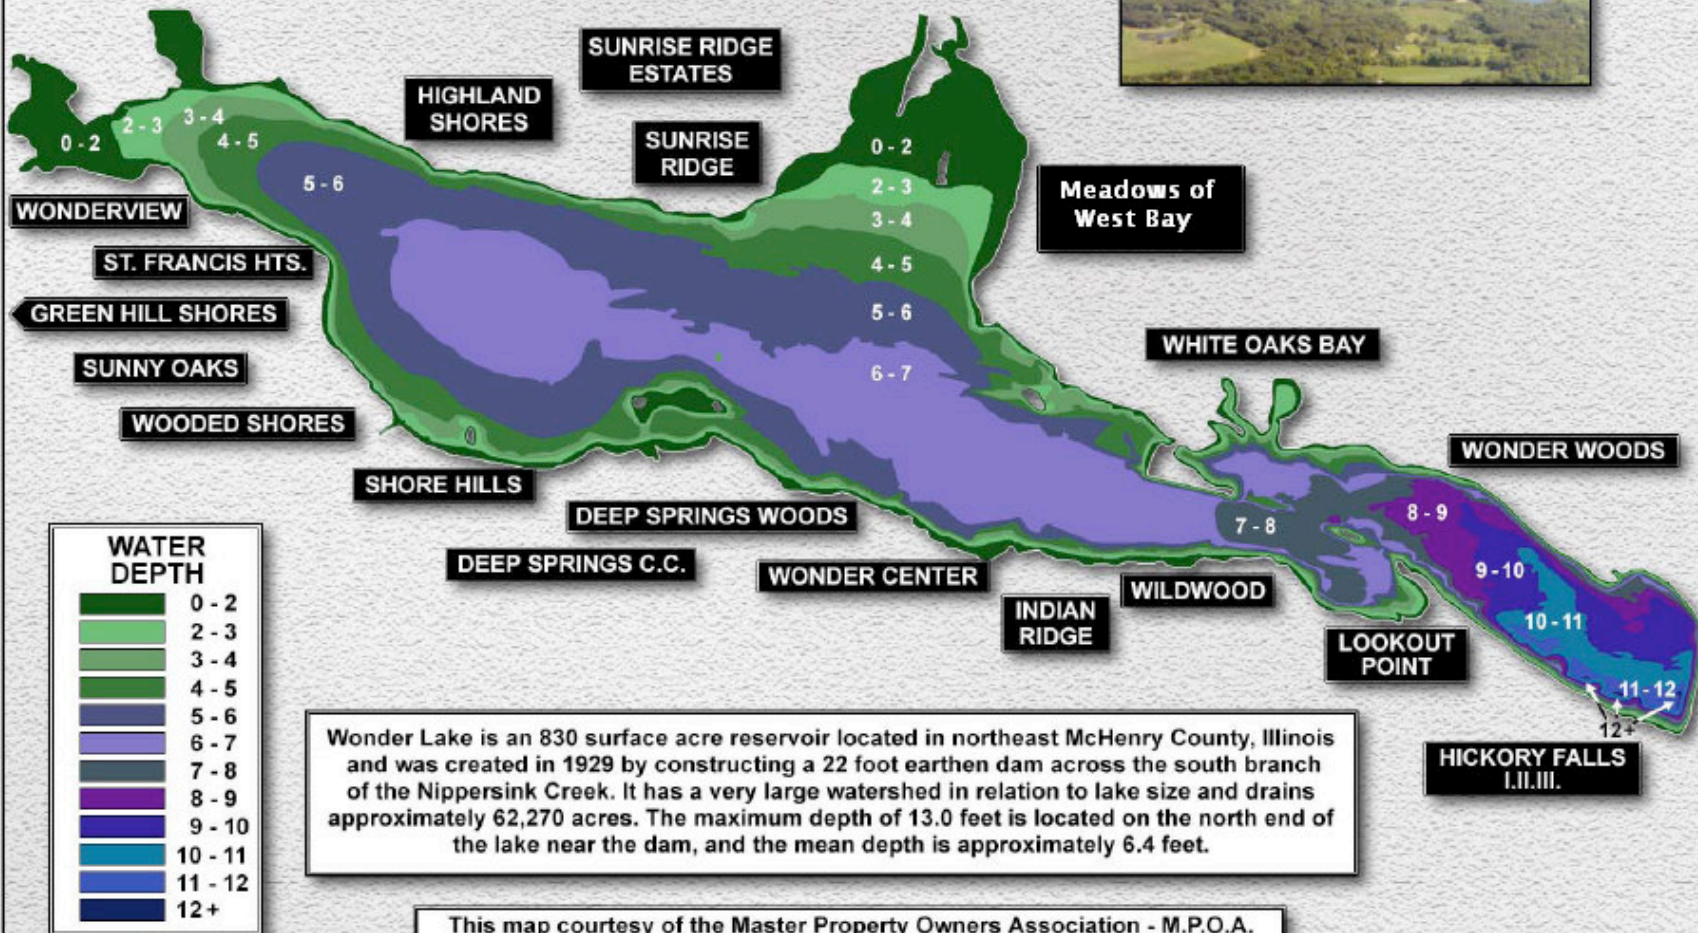 SUNRISE RIDGE
ESTATES
HIGHLAND
SHORES
SUNRISE
RIDGE
0 - 2
2 - 3
3 - 4
4 - 5
5 - 6
0 - 2
2 - 3
3 - 4
4 - 5
5 - 6
6 - 7
Meadows of
West Bay
WONDERVIEW
ST. FRANCIS HTS.
GREEN HILL SHORES
SUNNY OAKS
WOODED SHORES
SHORE HILLS
DEEP SPRINGS WOODS
DEEP SPRINGS C.C.
WONDER CENTER
INDIAN
RIDGE
WILDWOOD
WHITE OAKS BAY
WONDER WOODS
7 - 8
8 - 9
9 - 10
10 - 11
11 - 12
12+
LOOKOUT
POINT
HICKORY FALLS
I.II.III.
WATER
DEPTH
0 - 2
2 - 3
3 - 4
4 - 5
5 - 6
6 - 7
7 - 8
8 - 9
9 - 10
10 - 11
11 - 12
12+
Wonder Lake is an 830 surface acre reservoir located in northeast McHenry County, Illinois
and was created in 1929 by constructing a 22 foot earthen dam across the south branch
of the Nippersink Creek. It has a very large watershed in relation to lake size and drains
approximately 62,270 acres. The maximum depth of 13.0 feet is located on the north end of
the lake near the dam, and the mean depth is approximately 6.4 feet.
This map courtesy of the Master Property Owners Association - M.P.O.A.